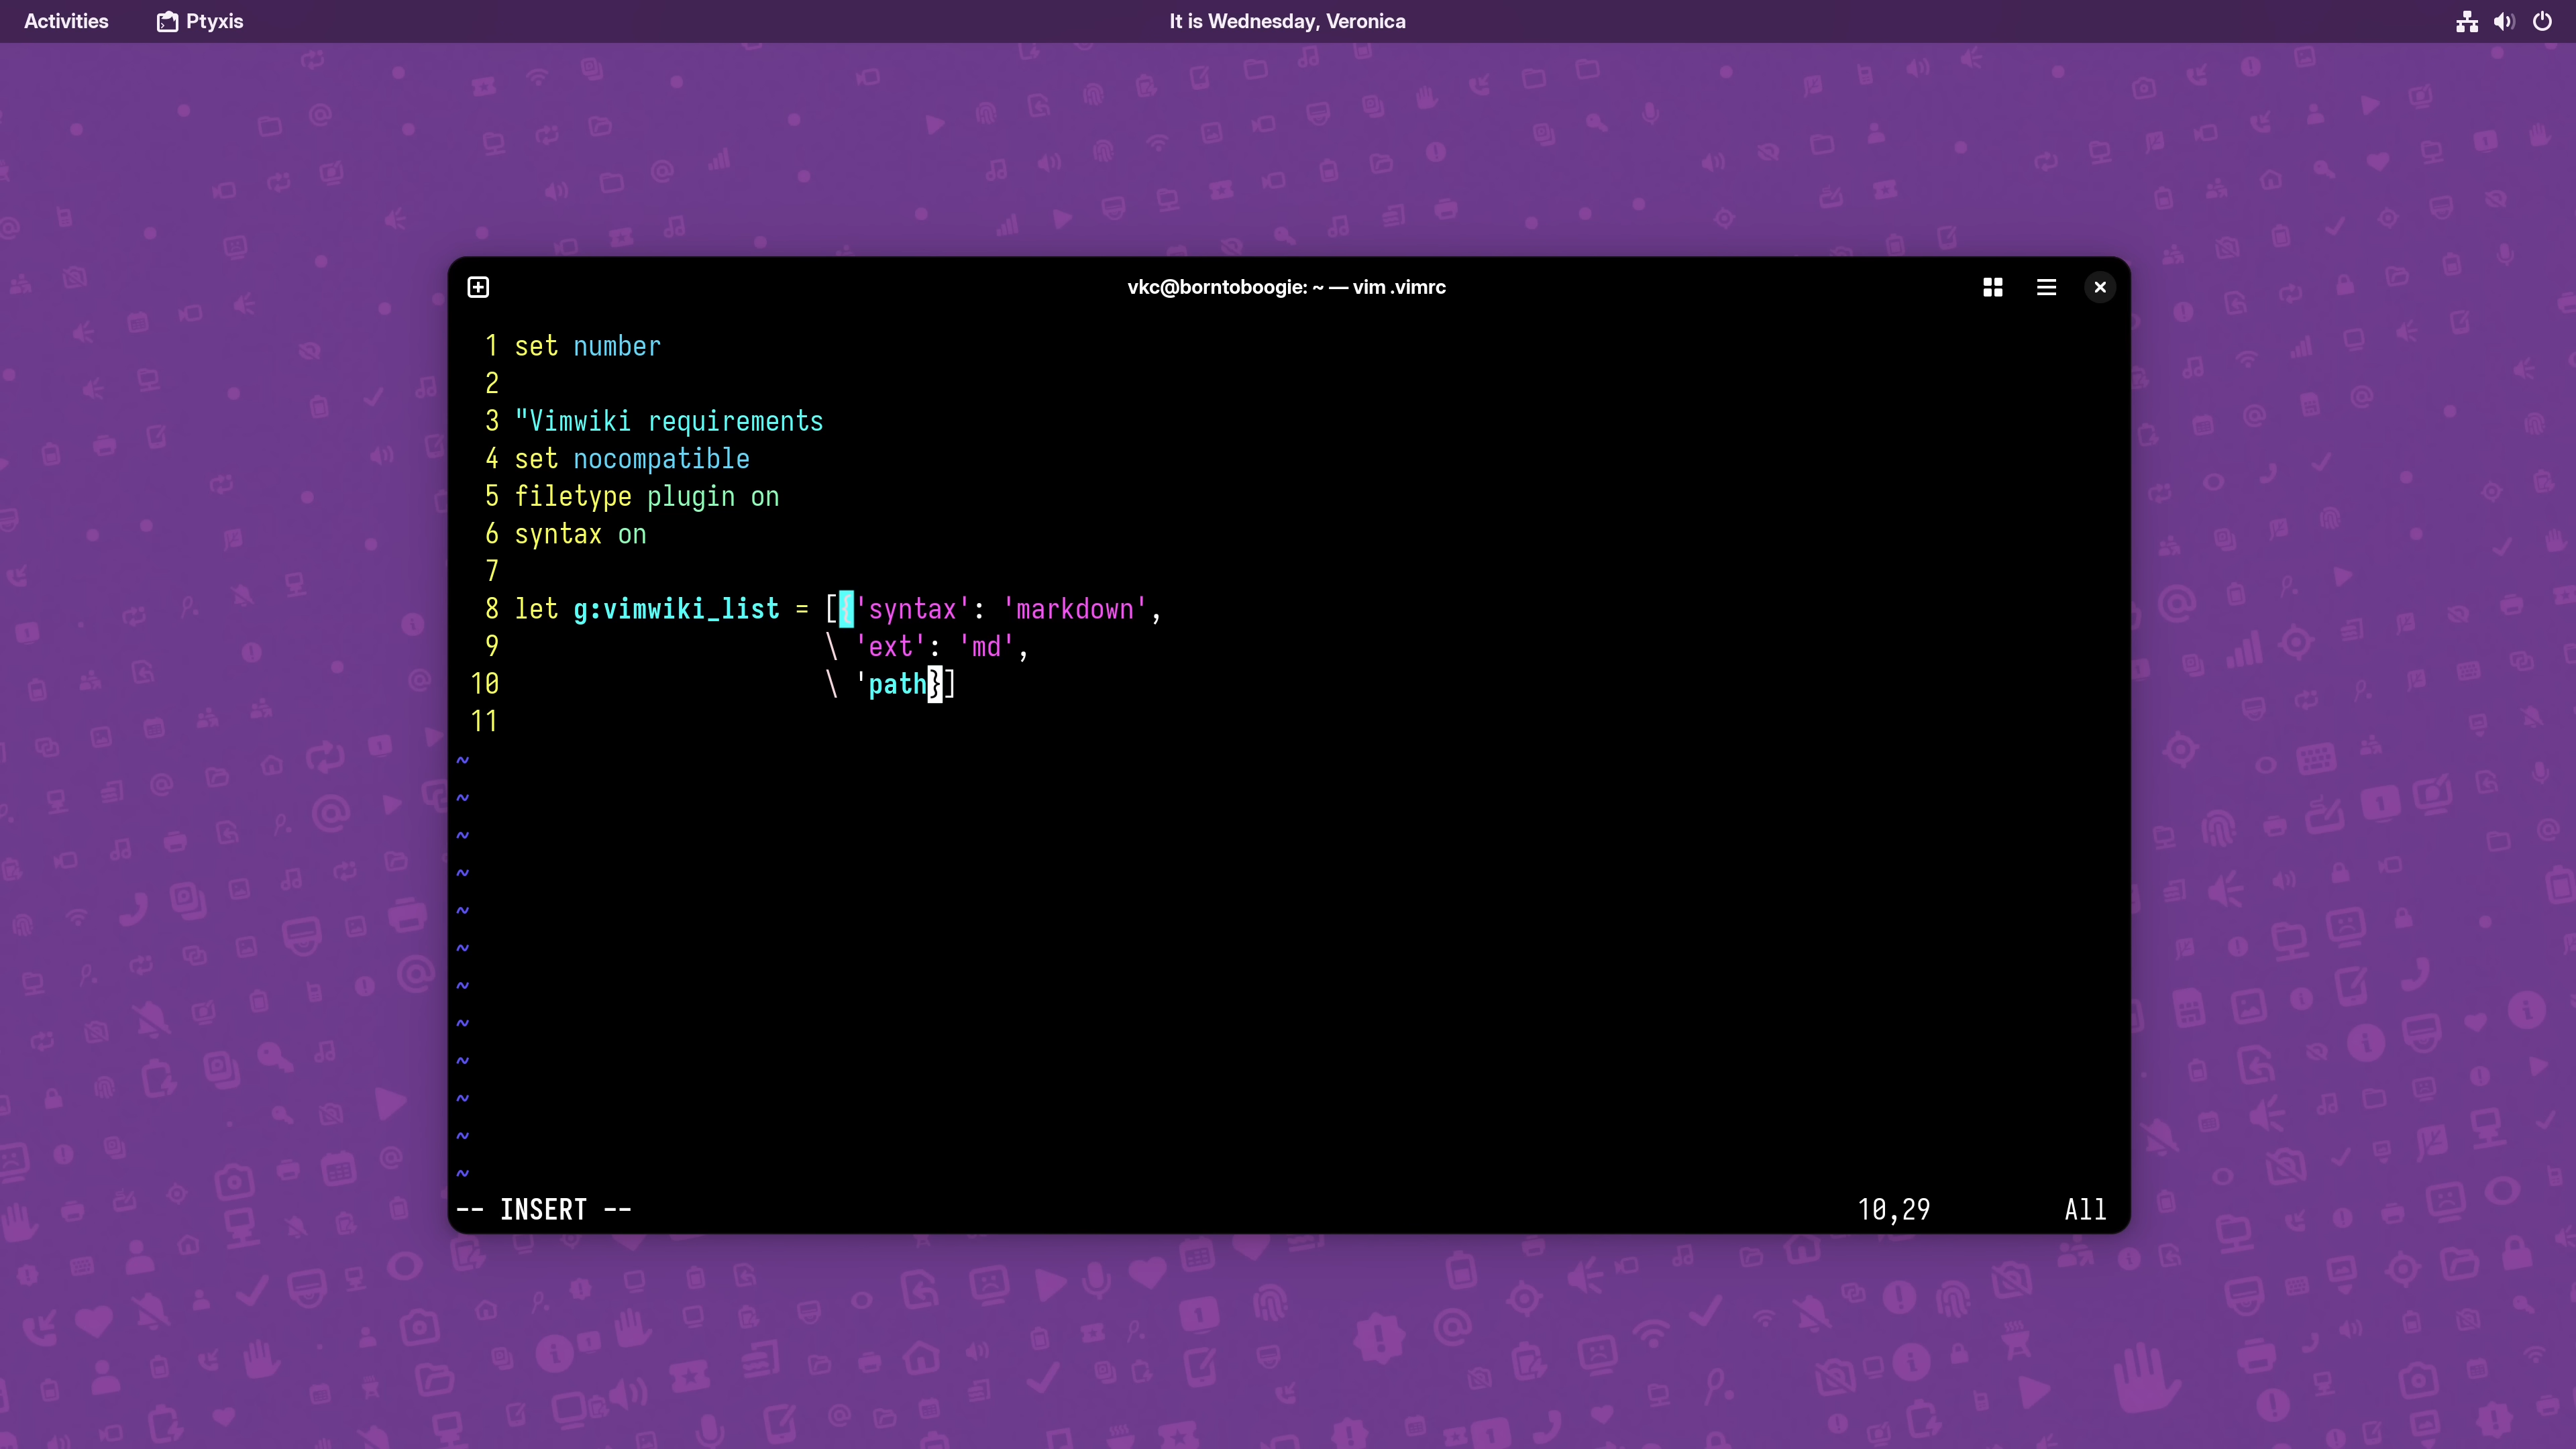 Activities Ptyxis It is Wednesday, Veronica
vkc@borntoboogie: ~ — vim .vimrc
1 set number
2
3 "Vimwiki requirements
4 set nocompatible
5 filetype plugin on
6 syntax on
7
8 let g:vimwiki_list = [{'syntax': 'markdown',
9 \ 'ext': 'md',
10 \ 'path}]
11
~
~
~
~
~
~
~
~
~
~
~
~
-- INSERT -- 10,29 All